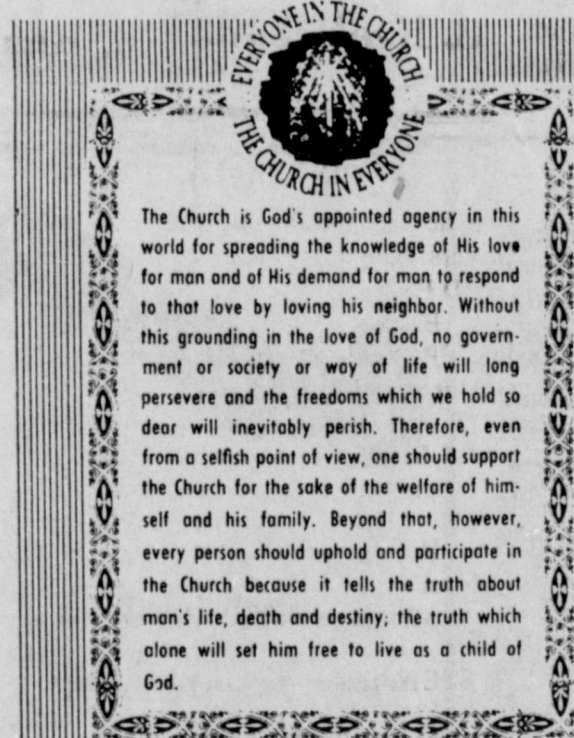 EVERYONE IN THE CHURCH
THE CHURCH IN EVERYONE
The Church is God's appointed agency in this
world for spreading the knowledge of His love
for man and of His demand for man to respond
to that love by loving his neighbor. Without
this grounding in the love of God, no govern-
ment or society or way of life will long
persevere and the freedoms which we hold so
dear will inevitably perish. Therefore, even
from a selfish point of view, one should support
the Church for the sake of the welfare of him-
self and his family. Beyond that, however,
every person should uphold and participate in
the Church because it tells the truth about
man's life, death and destiny; the truth which
alone will set him free to live as a child of
God.